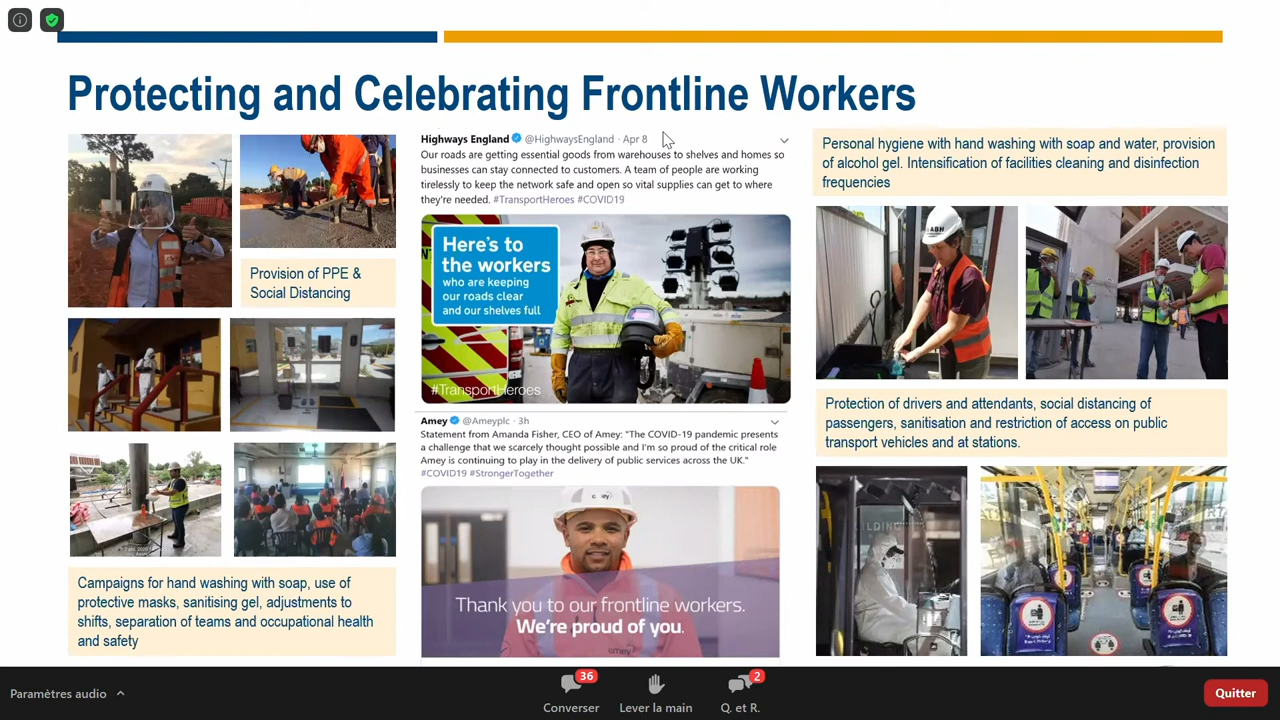 Protecting and Celebrating Frontline Workers
Provision of PPE &
Social Distancing
Campaigns for hand washing with soap, use of
protective masks, sanitising gel, adjustments to
shifts, separation of teams and occupational health
and safety
Highways England @HighwaysEngland · Apr 8
Our roads are getting essential goods from warehouses to shelves and homes so
businesses can stay connected to customers. A team of people are working
tirelessly to keep the network safe and open so vital supplies can get to where
they're needed. #TransportHeroes #COVID19
Here's to
the workers
who are keeping
our roads clear
and our shelves full
#TransportHeroes
Amey @Ameyplc · 3h
Statement from Amanda Fisher, CEO of Amey: "The COVID-19 pandemic presents
a challenge that we scarcely thought possible and I'm so proud of the critical role
Amey is continuing to play in the delivery of public services across the UK."
#COVID19 #StrongerTogether
Thank you to our frontline workers.
We're proud of you.
amey
Personal hygiene with hand washing with soap and water, provision
of alcohol gel. Intensification of facilities cleaning and disinfection
frequencies
ABH
Protection of drivers and attendants, social distancing of
passengers, sanitisation and restriction of access on public
transport vehicles and at stations.
Paramètres audio
36
Converser
Lever la main
2
Q. et R.
Quitter